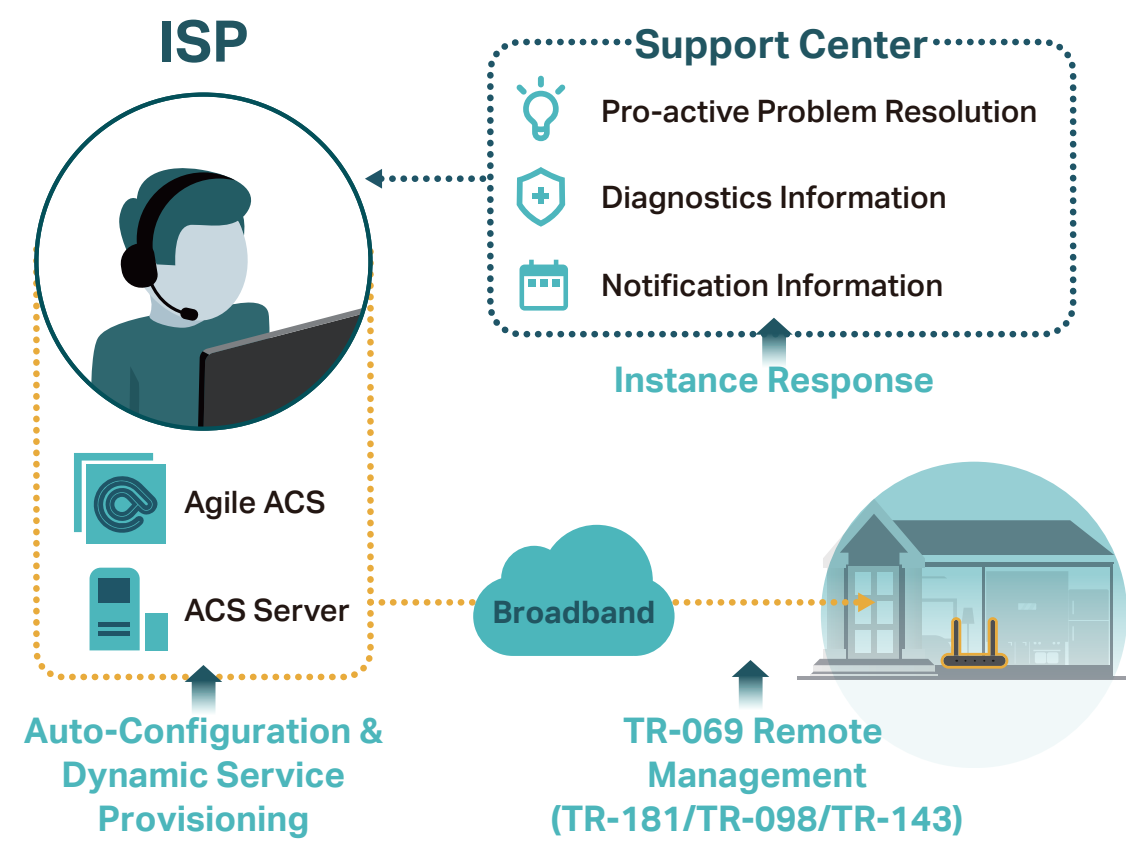 ISP
Support Center
Pro-active Problem Resolution
Diagnostics Information
Notification Information
Instance Response
Agile ACS
ACS Server
Broadband
Auto-Configuration &
Dynamic Service
Provisioning
TR-069 Remote
Management
(TR-181/TR-098/TR-143)